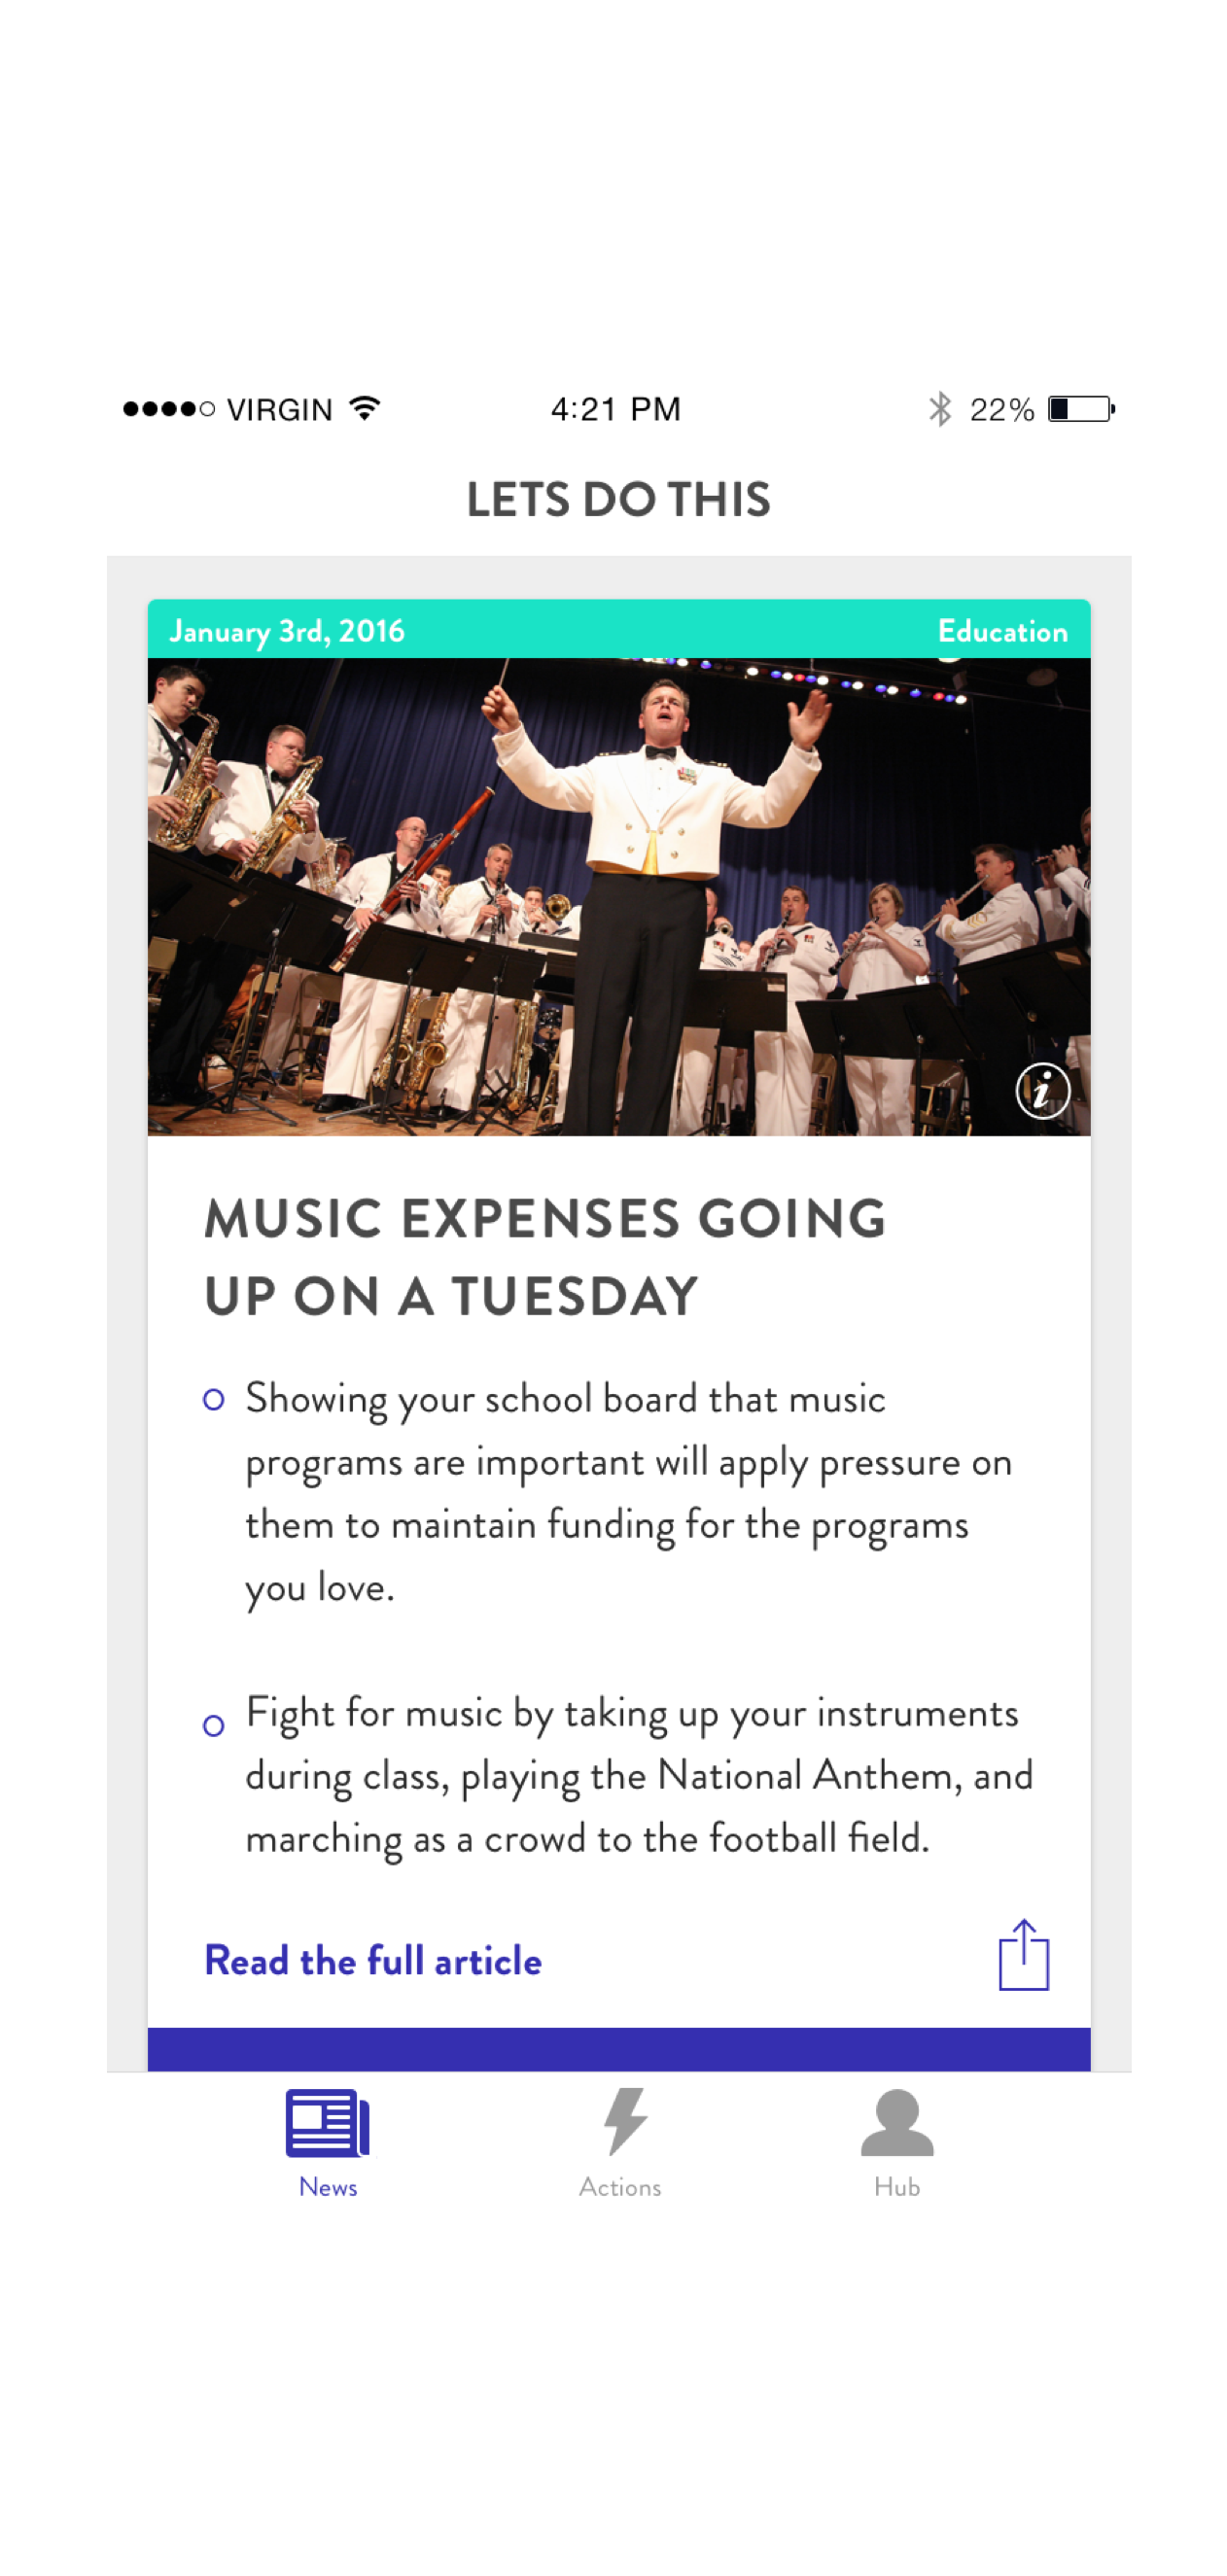 VIRGIN 4:21 PM 22%
LETS DO THIS
January 3rd, 2016 Education
i
MUSIC EXPENSES GOING
UP ON A TUESDAY
Showing your school board that music
programs are important will apply pressure on
them to maintain funding for the programs
you love.
Fight for music by taking up your instruments
during class, playing the National Anthem, and
marching as a crowd to the football field.
Read the full article
News Actions Hub